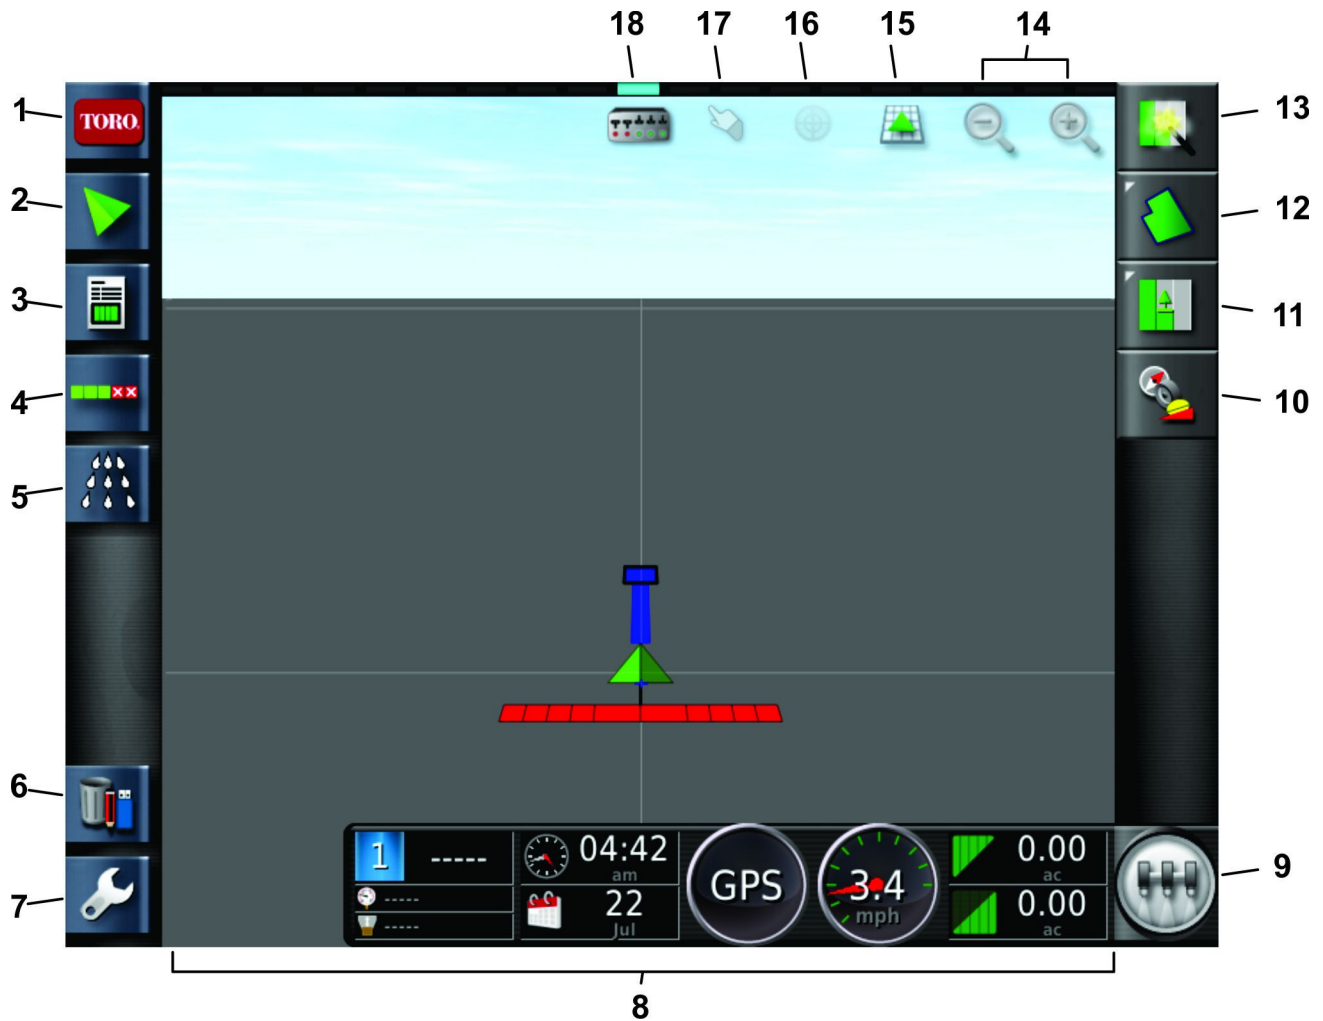 18 17 16 15 14
1 TORO. 13
2 12
3 11
4 10
5
6
7
1 -----
-----
-----
04:42
am
22
Jul
GPS
3.4
mph
0.00
ac
0.00
ac
9
8